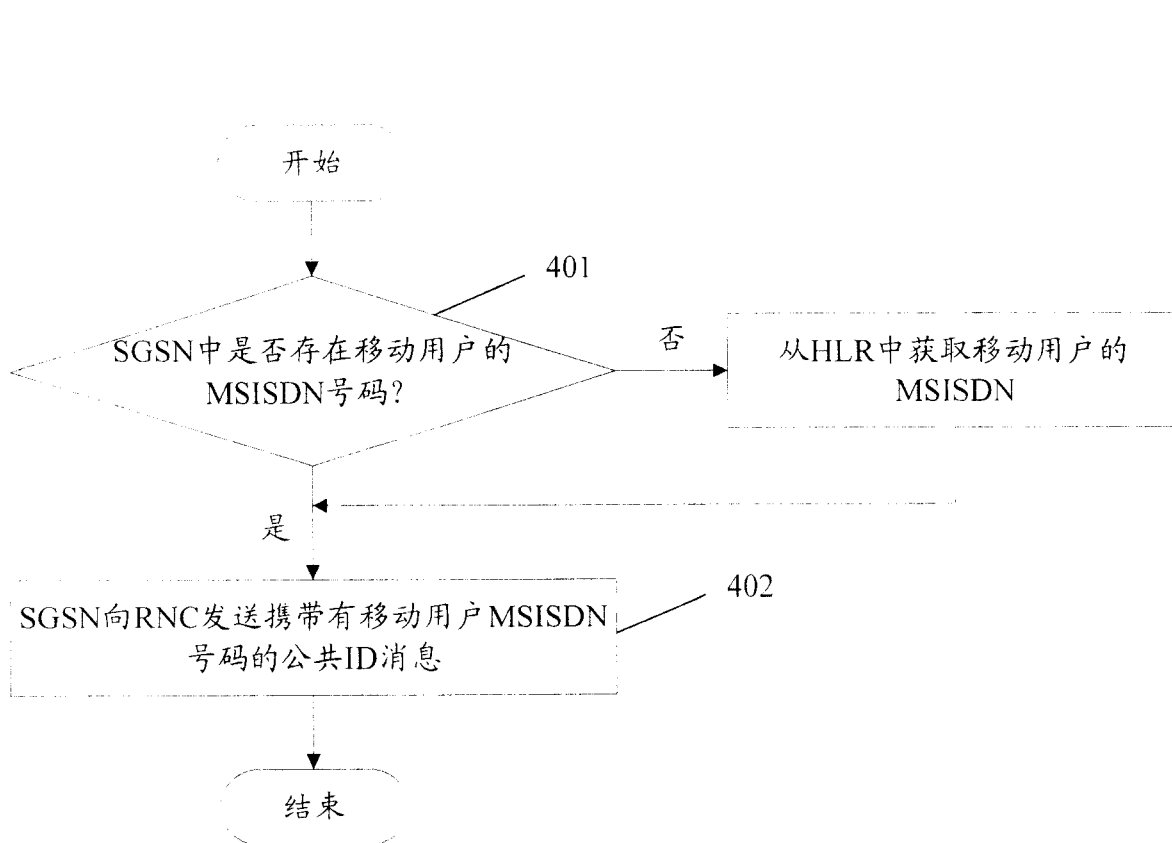 开始
401
SGSN中是否存在移动用户的
MSISDN号码?
否
从HLR中获取移动用户的
MSISDN
是
402
SGSN向RNC发送携带有移动用户MSISDN
号码的公共ID消息
结束